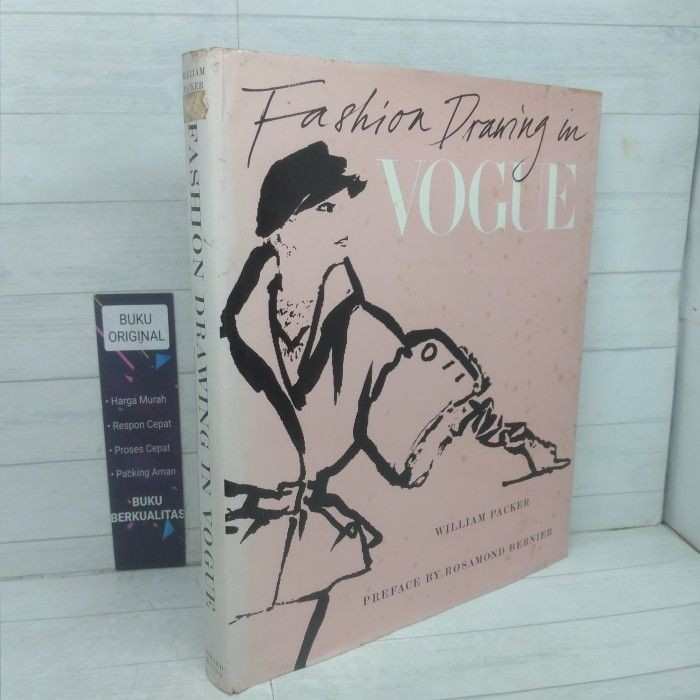 WILLIAM
PACKER
FASHION DRAWING IN VOGUE
Fashion Drawing in
VOGUE
WILLIAM PACKER
PREFACE BY ROSAMOND BERNIER
BUKU
ORIGINAL
• Harga Murah
• Respon Cepat
• Proses Cepat
• Packing Aman
BUKU
BERKUALITAS